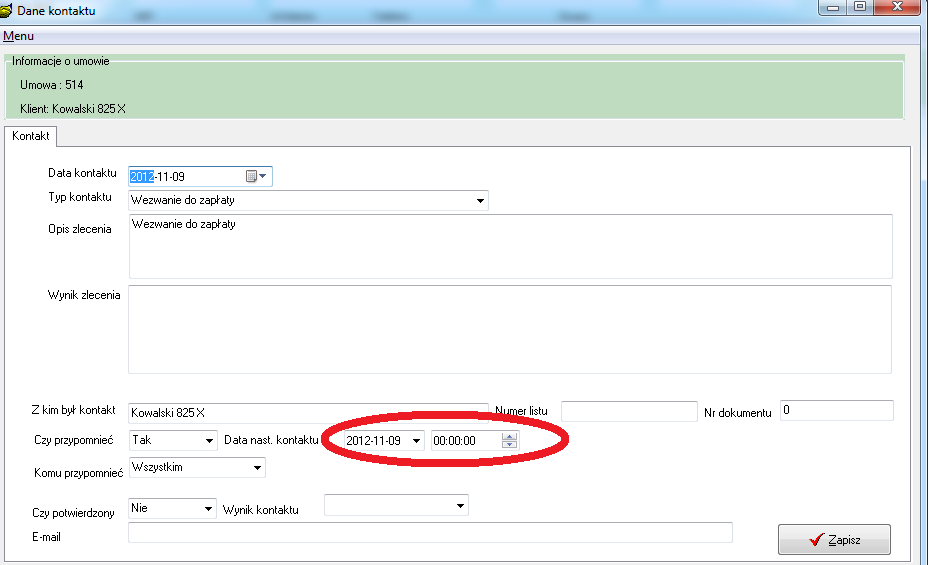 Dane kontaktu
Menu
Informacje o umowie
Umowa : 514
Klient: Kowalski 825 X
Kontakt
Data kontaktu 2012-11-09
Typ kontaktu Wezwanie do zapłaty
Opis zlecenia Wezwanie do zapłaty
Wynik zlecenia
Z kim był kontakt Kowalski 825 X Numer listu Nr dokumentu 0
Czy przypomnieć Tak Data nast. kontaktu 2012-11-09 00:00:00
Komu przypomnieć Wszystkim
Czy potwierdzony Nie Wynik kontaktu
E-mail
Zapisz